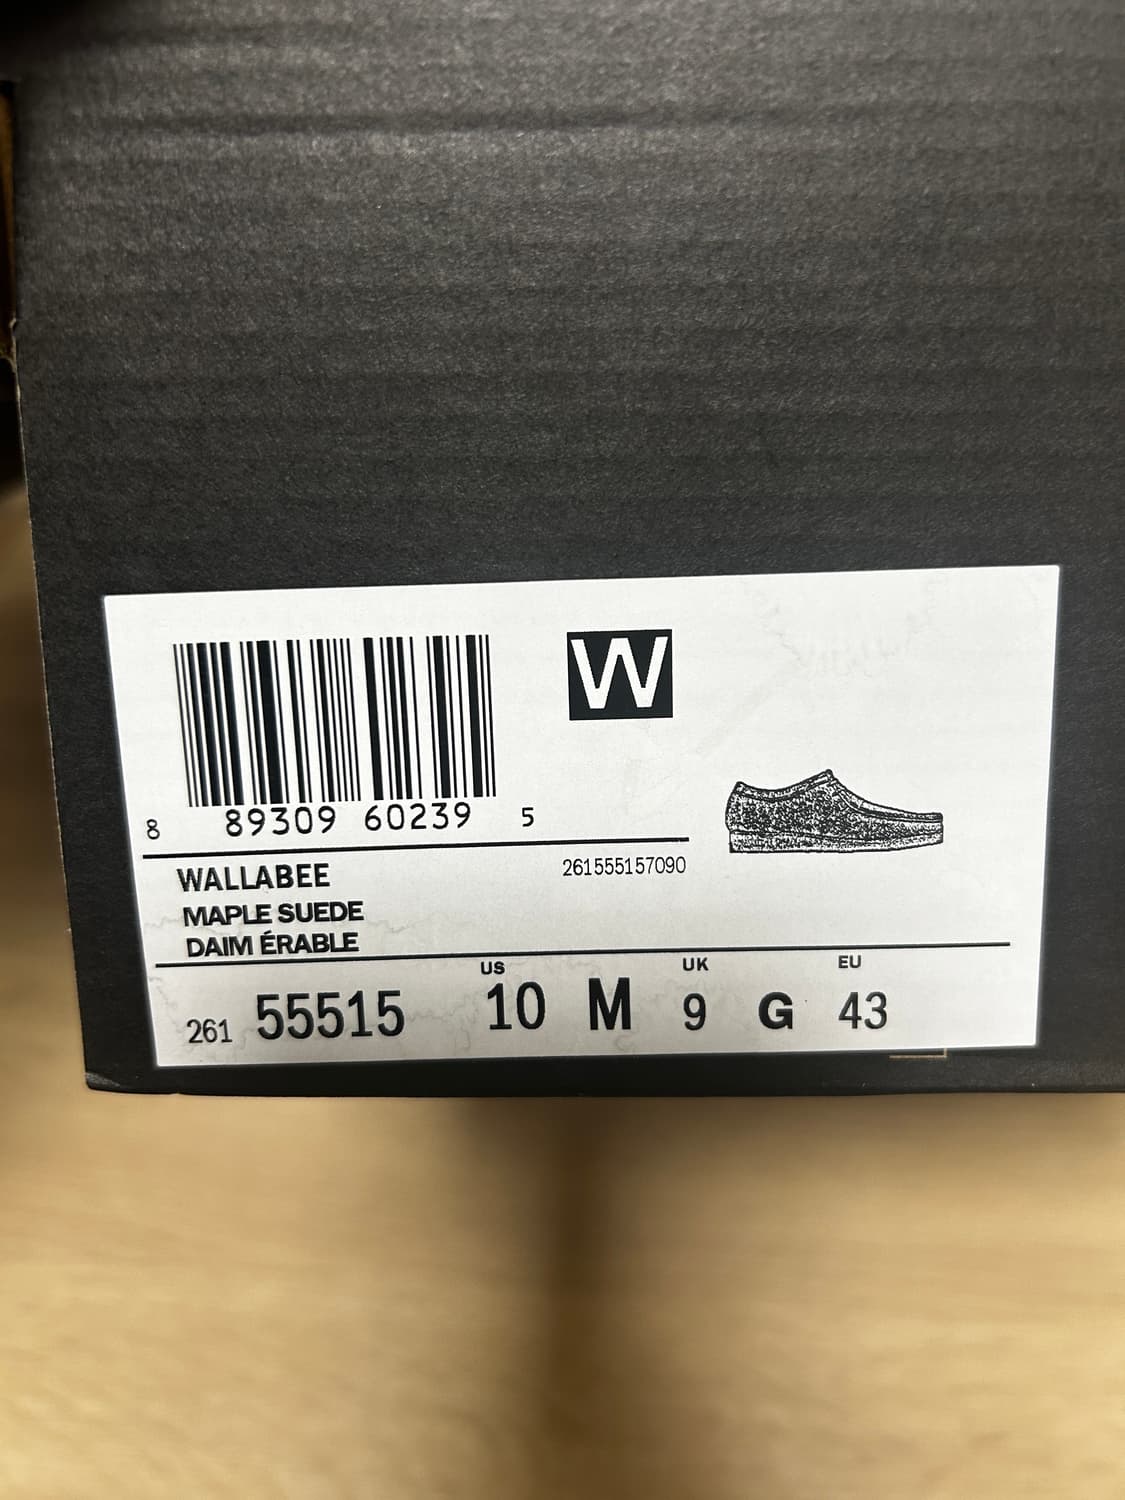 W
8 89309 60239 5
WALLABEE
261555157090
MAPLE SUEDE
DAIM ÉRABLE
US UK EU
261 55515 10 M 9 G 43